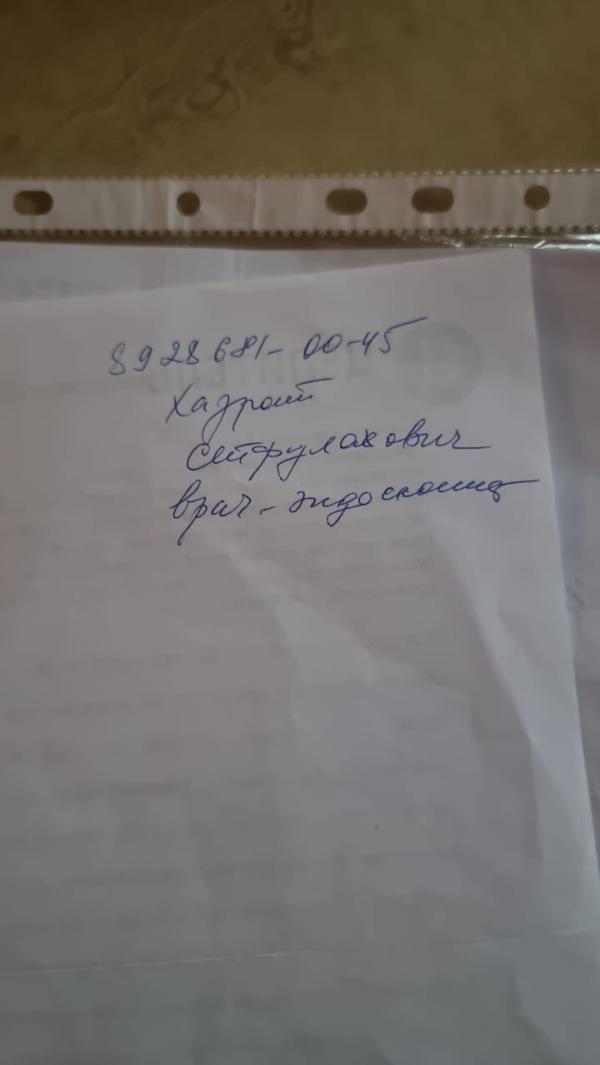 8928 681-00-45
Хазрат
Сейфулахович
врач-эндоскопист